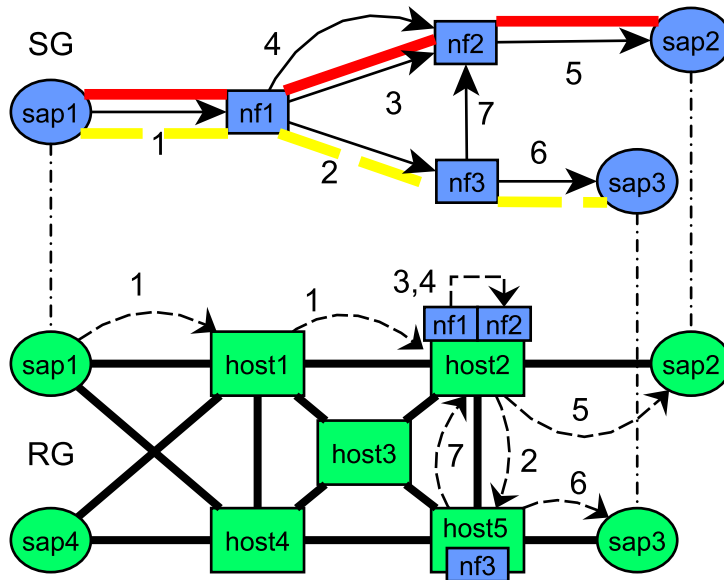 SG
4
nf2
sap2
sap1
nf1
3
5
1
2
7
nf3
6
sap3
1
1
3,4
nf1
nf2
sap1
host1
host2
sap2
5
RG
host3
7
2
6
sap4
host4
host5
sap3
nf3